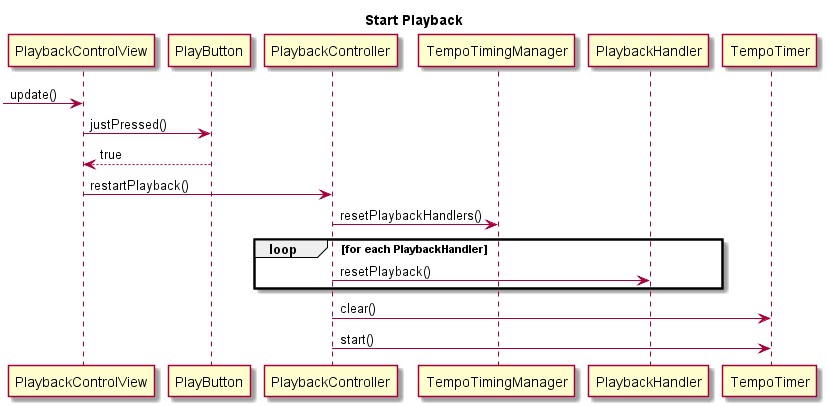 Start Playback
PlaybackControlView PlayButton PlaybackController TempoTimingManager PlaybackHandler TempoTimer
update()
justPressed()
true
restartPlayback()
resetPlaybackHandlers()
loop [for each PlaybackHandler]
resetPlayback()
clear()
start()
PlaybackControlView PlayButton PlaybackController TempoTimingManager PlaybackHandler TempoTimer